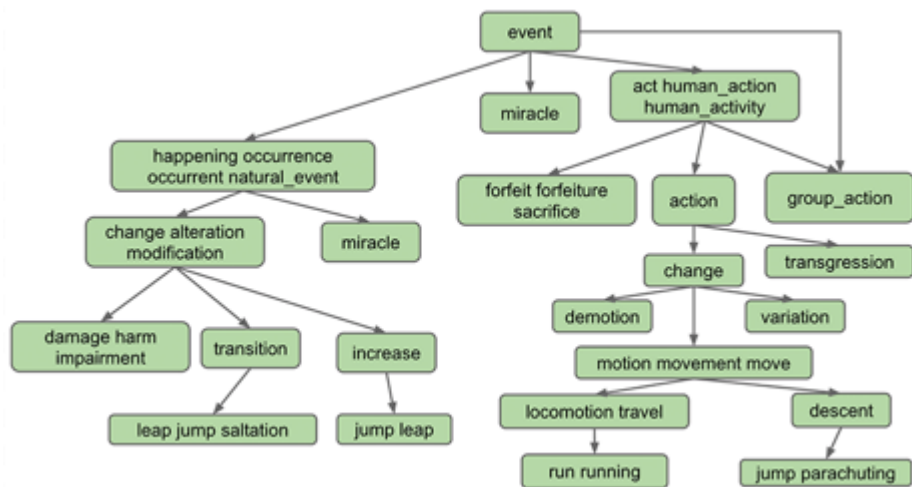 event
act human_action
human_activity
miracle
happening occurrence
occurrent natural_event
forfeit forfeiture
sacrifice
action
group_action
change alteration
modification
miracle
transgression
change
demotion
variation
damage harm
impairment
transition
increase
motion movement move
locomotion travel
descent
leap jump saltation
jump leap
run running
jump parachuting